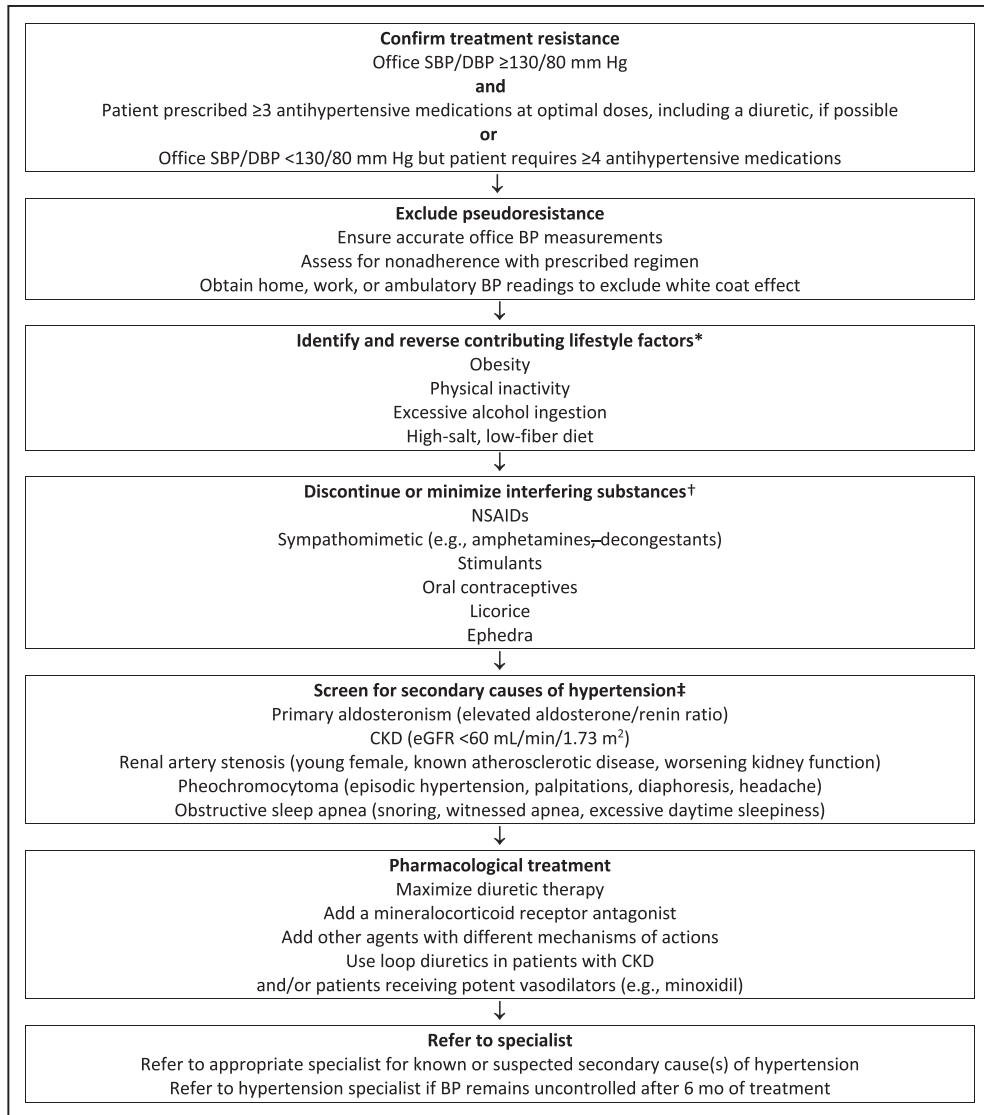 Confirm treatment resistance
Office SBP/DBP ≥130/80 mm Hg
and
Patient prescribed ≥3 antihypertensive medications at optimal doses, including a diuretic, if possible
or
Office SBP/DBP <130/80 mm Hg but patient requires ≥4 antihypertensive medications
↓
Exclude pseudoresistance
Ensure accurate office BP measurements
Assess for nonadherence with prescribed regimen
Obtain home, work, or ambulatory BP readings to exclude white coat effect
↓
Identify and reverse contributing lifestyle factors*
Obesity
Physical inactivity
Excessive alcohol ingestion
High-salt, low-fiber diet
↓
Discontinue or minimize interfering substances†
NSAIDs
Sympathomimetic (e.g., amphetamines, decongestants)
Stimulants
Oral contraceptives
Licorice
Ephedra
↓
Screen for secondary causes of hypertension‡
Primary aldosteronism (elevated aldosterone/renin ratio)
CKD (eGFR <60 mL/min/1.73 m²)
Renal artery stenosis (young female, known atherosclerotic disease, worsening kidney function)
Pheochromocytoma (episodic hypertension, palpitations, diaphoresis, headache)
Obstructive sleep apnea (snoring, witnessed apnea, excessive daytime sleepiness)
↓
Pharmacological treatment
Maximize diuretic therapy
Add a mineralocorticoid receptor antagonist
Add other agents with different mechanisms of actions
Use loop diuretics in patients with CKD
and/or patients receiving potent vasodilators (e.g., minoxidil)
↓
Refer to specialist
Refer to appropriate specialist for known or suspected secondary cause(s) of hypertension
Refer to hypertension specialist if BP remains uncontrolled after 6 mo of treatment